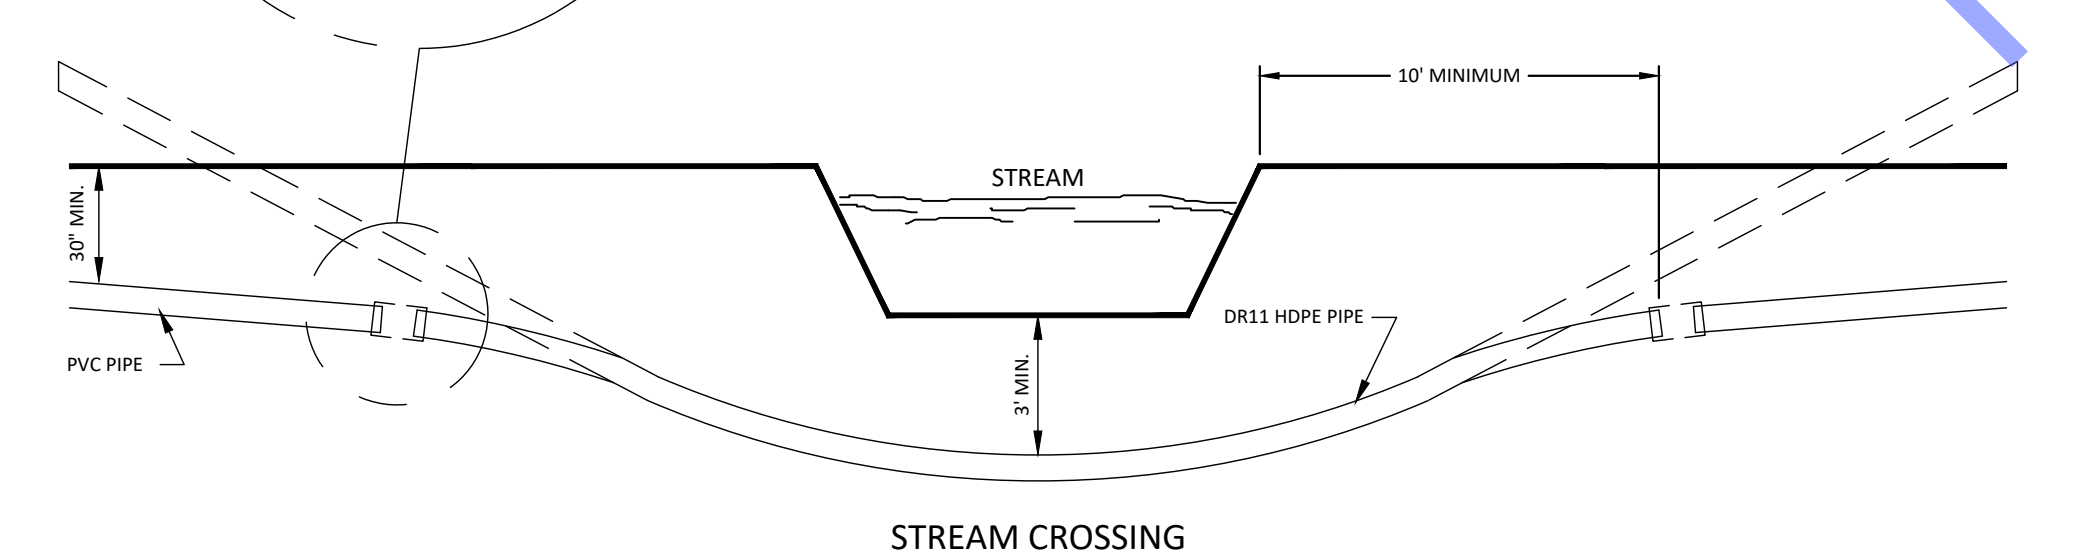 10' MINIMUM
STREAM
30" MIN.
DR11 HDPE PIPE
PVC PIPE
3' MIN.
STREAM CROSSING